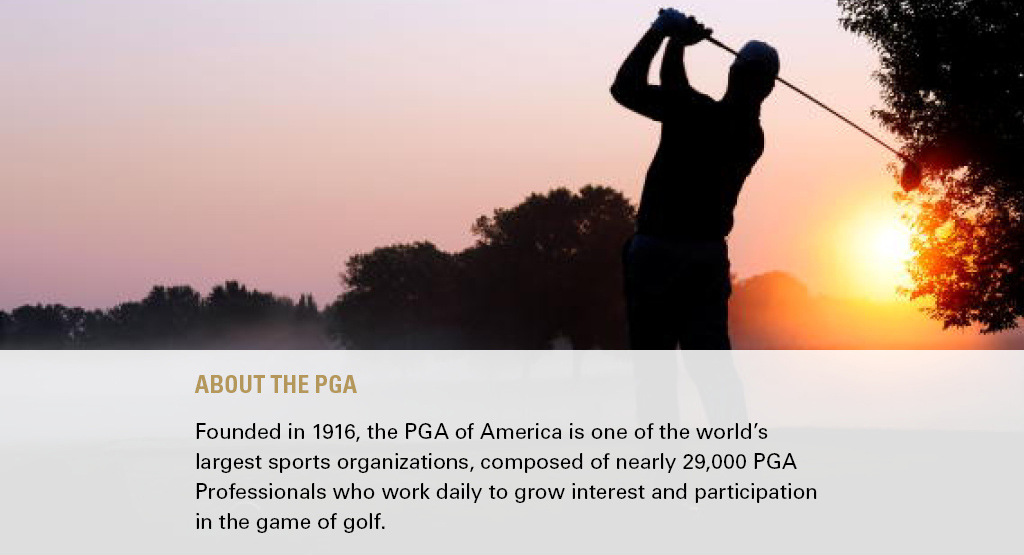 ABOUT THE PGA
Founded in 1916, the PGA of America is one of the world’s
largest sports organizations, composed of nearly 29,000 PGA
Professionals who work daily to grow interest and participation
in the game of golf.